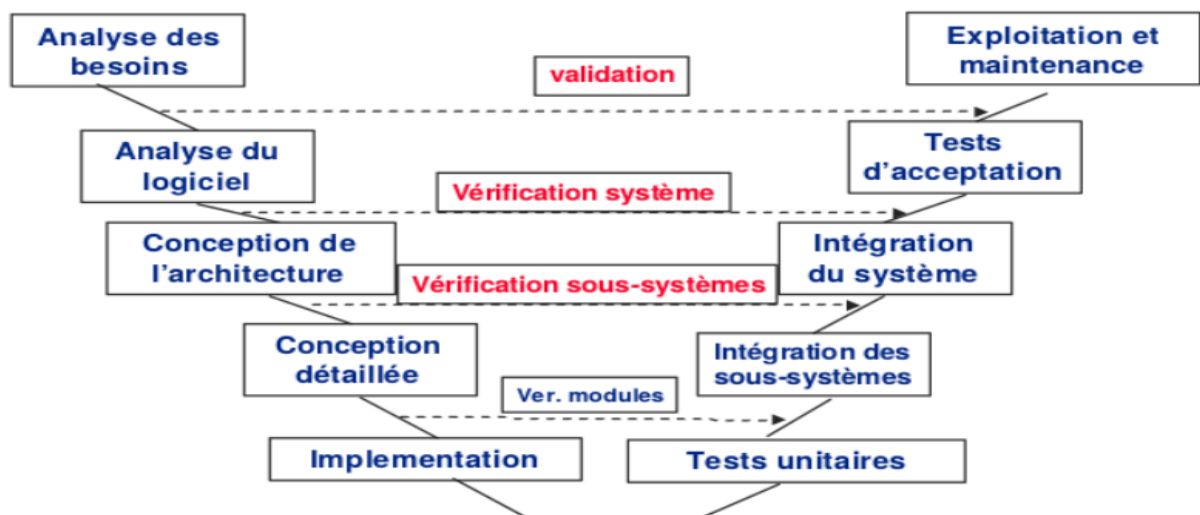 Analyse des
besoins
Exploitation et
maintenance
validation
Analyse du
logiciel
Tests
d'acceptation
Vérification système
Conception de
l'architecture
Intégration
du système
Vérification sous-systèmes
Conception
détaillée
Intégration des
sous-systèmes
Ver. modules
Implementation
Tests unitaires